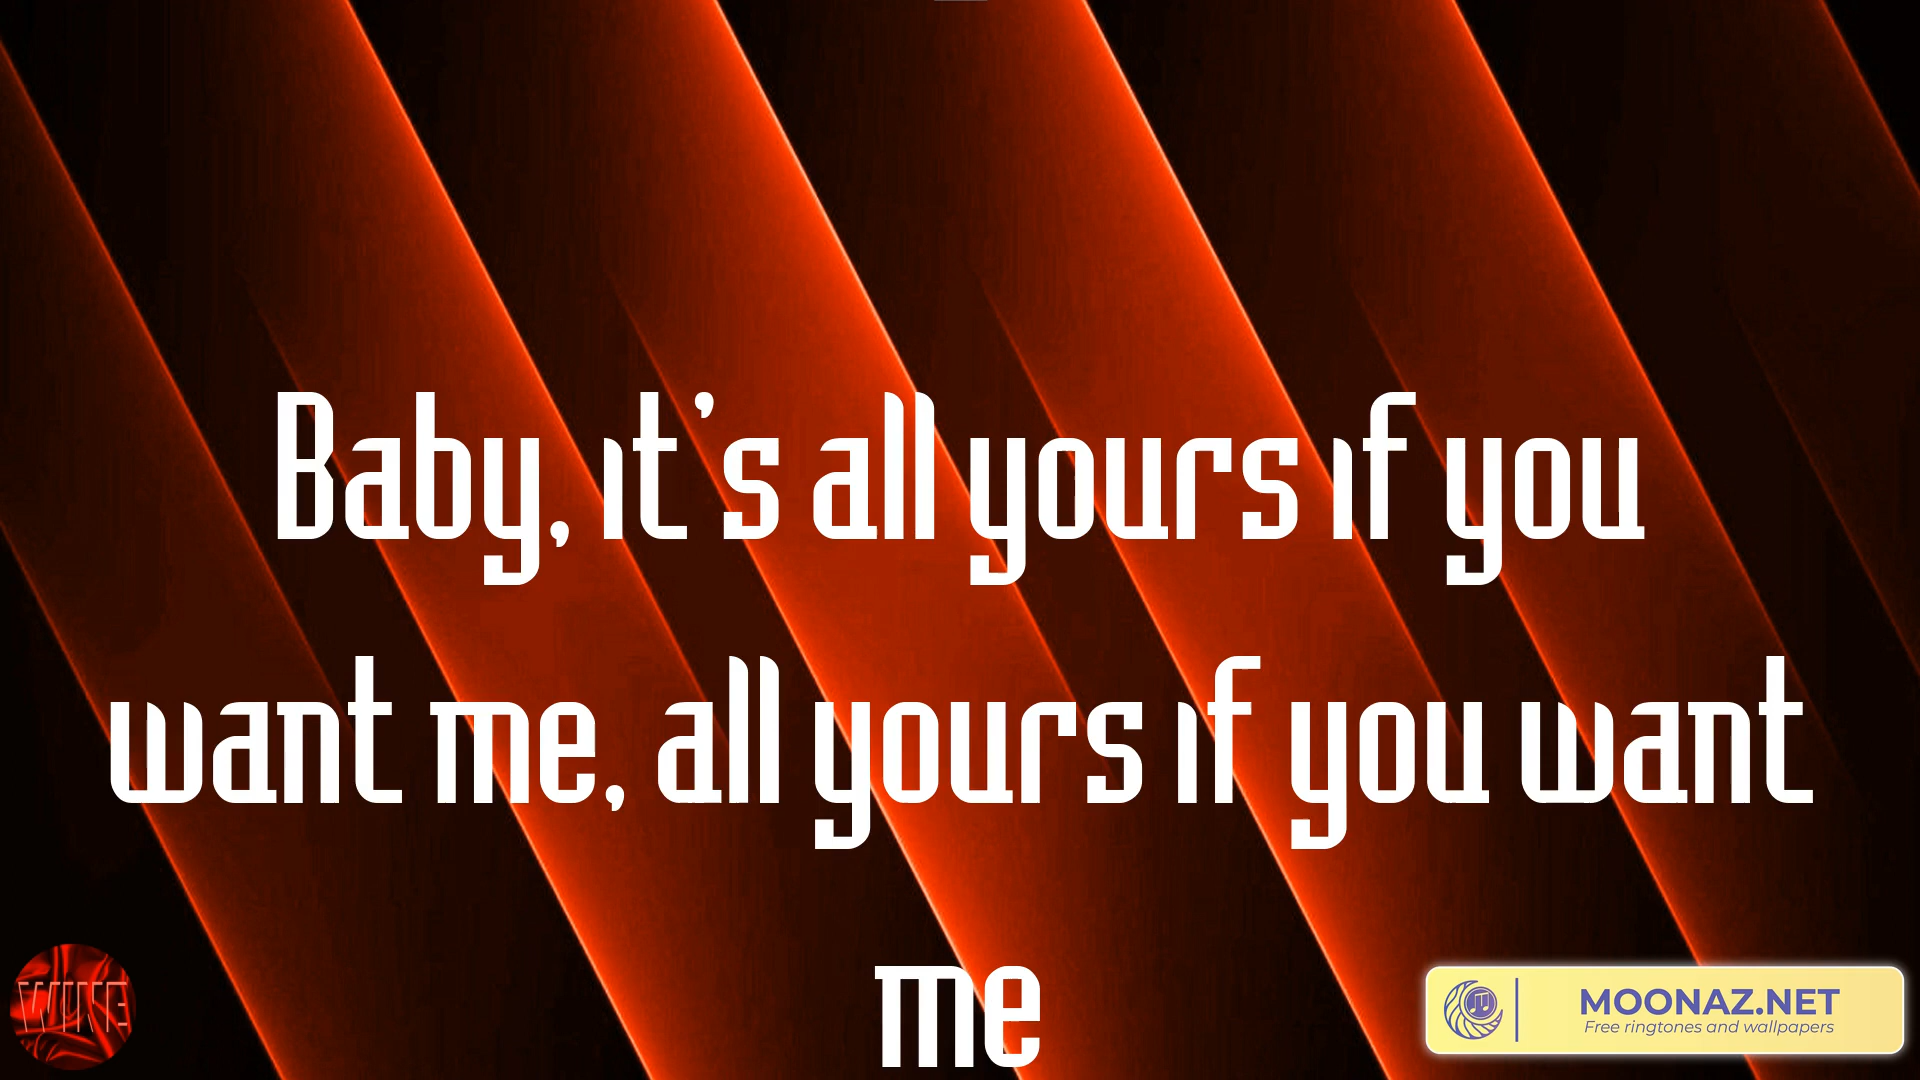 Baby, it's all yours if you
want me, all yours if you want
me
WINE
MOONAZ.NET
Free ringtones and wallpapers